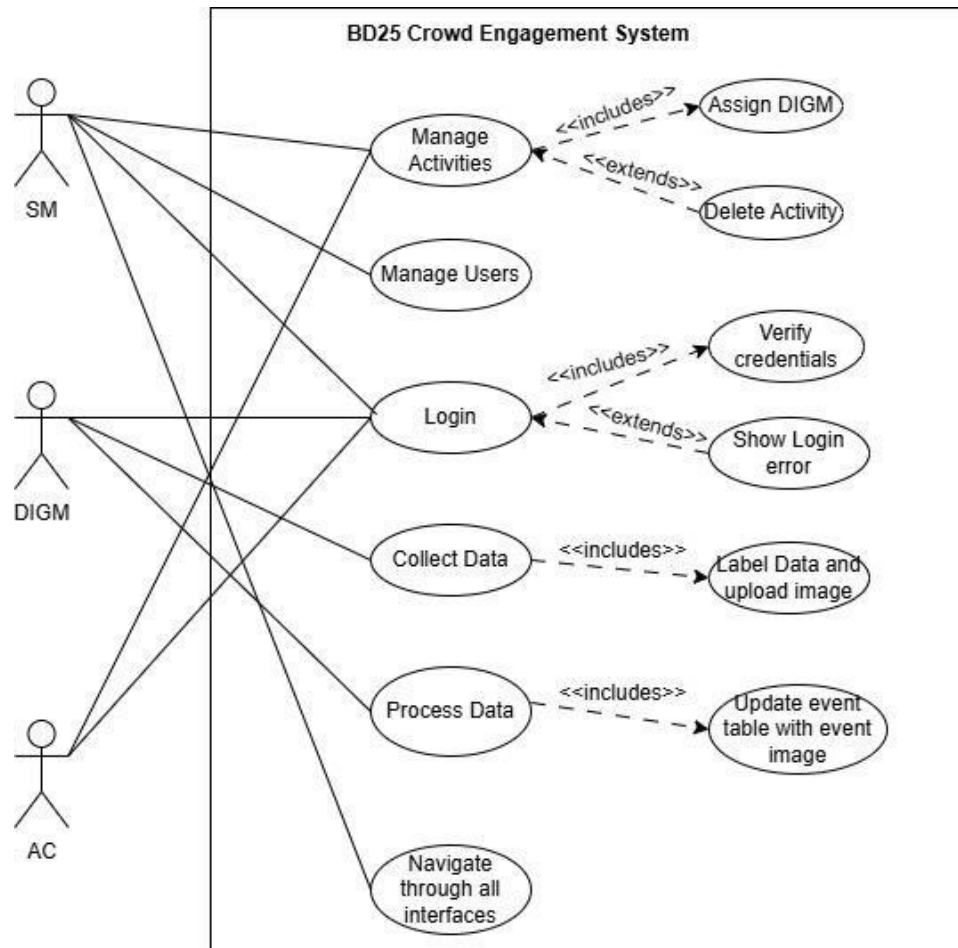 BD25 Crowd Engagement System
<<includes>>
Assign DIGM
Manage
Activities
<<extends>>
Delete Activity
SM
Manage Users
Verify
credentials
<<includes>>
Login
<<extends>>
Show Login
error
DIGM
Collect Data
<<includes>>
Label Data and
upload image
Process Data
<<includes>>
Update event
table with event
image
AC
Navigate
through all
interfaces